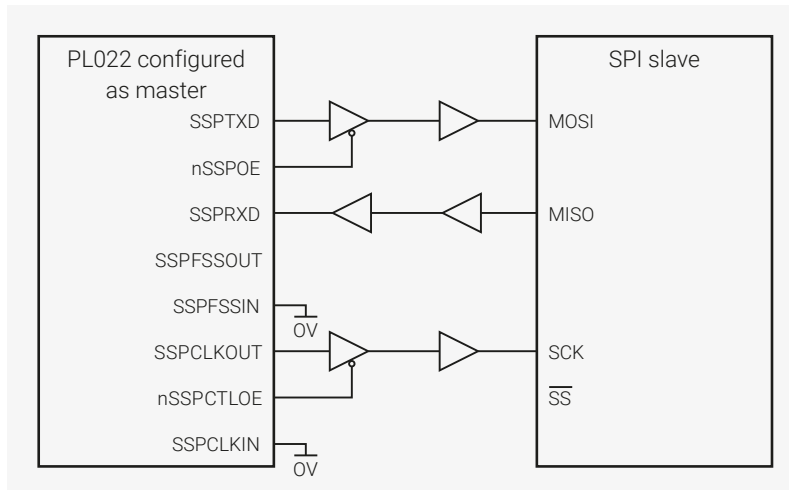 PL022 configured
as master
SSPTXD
nSSPOE
SSPRXD
SSPFSSOUT
SSPFSSIN
0V
SSPCLKOUT
nSSPCTLOE
SSPCLKIN
0V
SPI slave
MOSI
MISO
SCK
SS